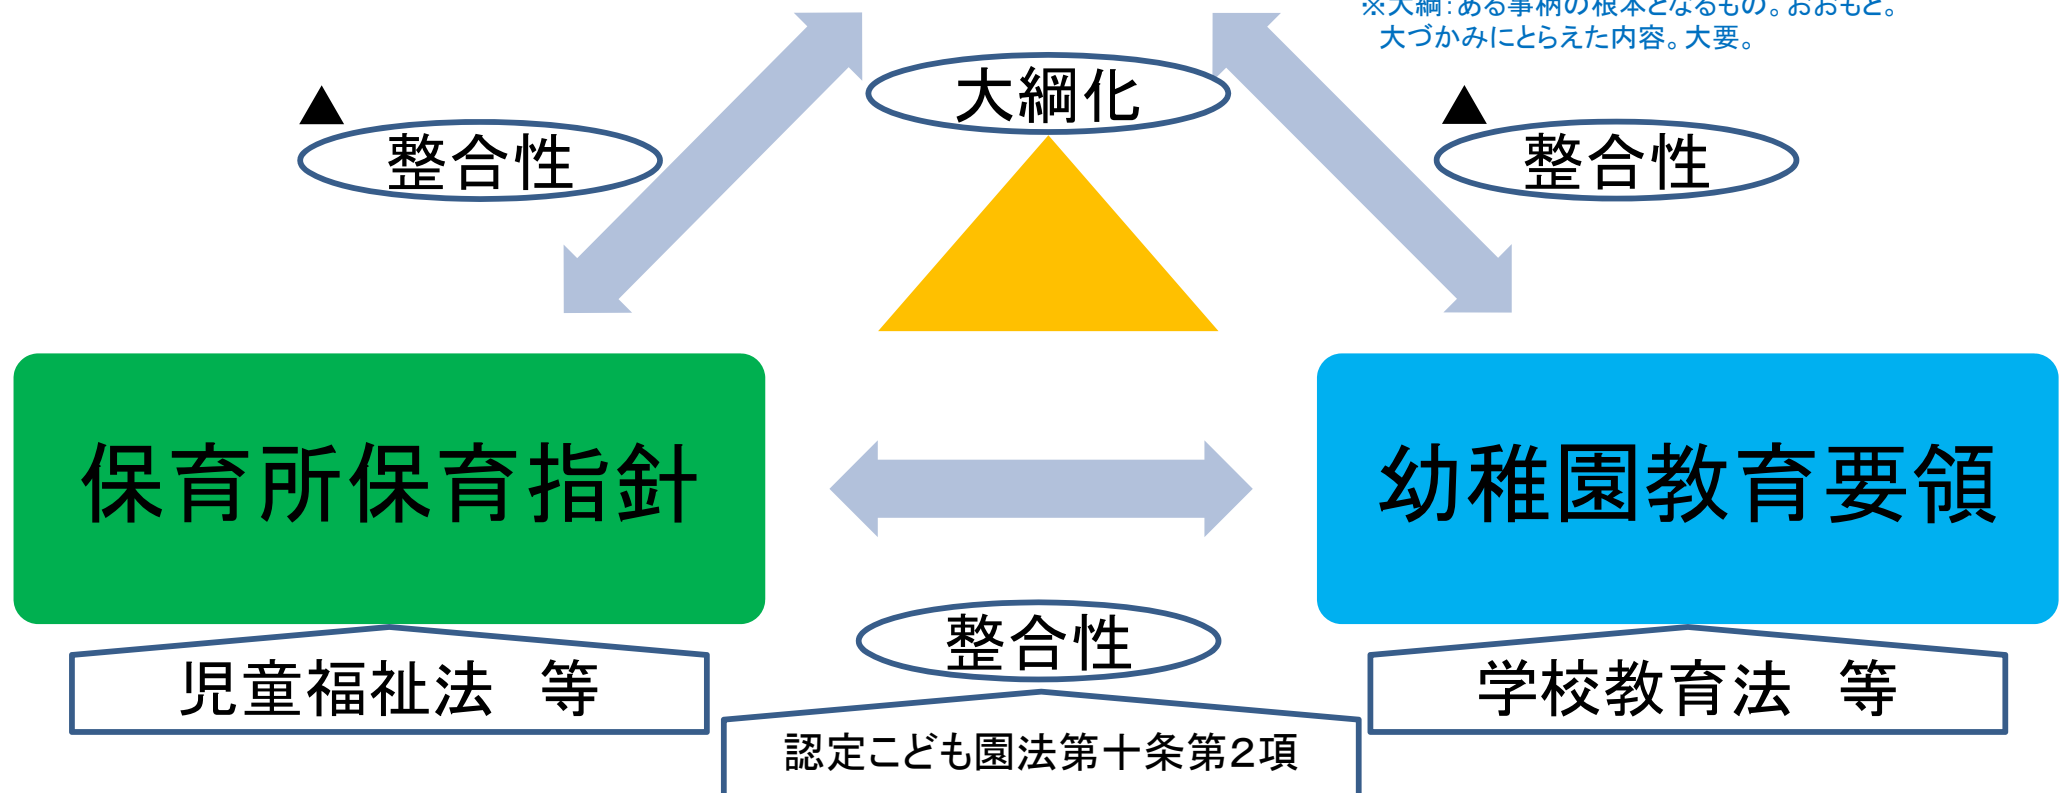 ※大綱：ある事柄の根本となるもの。おおもと。
大づかみにとらえた内容。大要。
大綱化
整合性
整合性
保育所保育指針
幼稚園教育要領
整合性
児童福祉法　等
学校教育法　等
認定こども園法第十条第２項